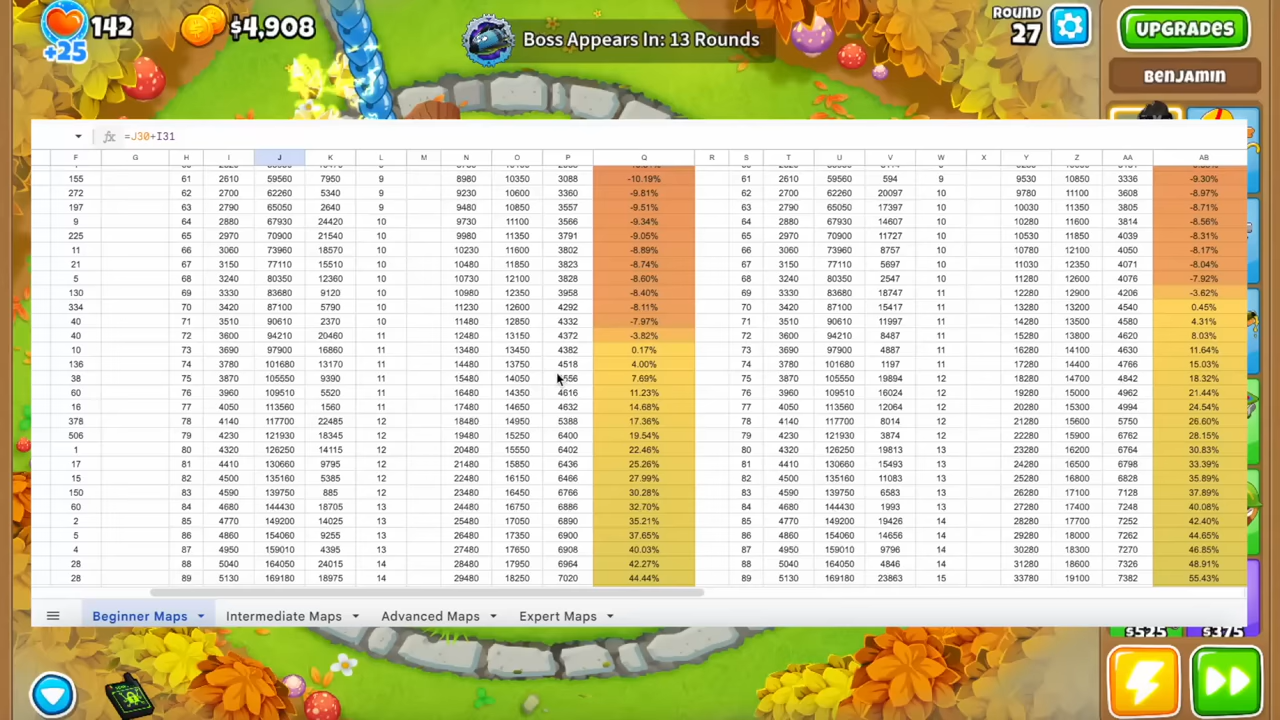 142
+25
$4,908
Boss Appears In: 13 Rounds
ROUND
27
UPGRADES
BENJAMIN
fx =J30+I31
F G H I J K L M N O P Q R S T U V W X Y Z AA AB
155 61 2610 59560 7950 9 8980 10350 3088 -10.19% 61 2610 59560 594 9 9530 10850 3336 -9.30%
272 62 2700 62260 5340 9 9230 10600 3360 -9.81% 62 2700 62260 20097 10 9780 11100 3608 -8.97%
197 63 2790 65050 2640 9 9480 10850 3557 -9.51% 63 2790 65050 17397 10 10030 11350 3805 -8.71%
9 64 2880 67930 24420 10 9730 11100 3566 -9.34% 64 2880 67930 14607 10 10280 11600 3814 -8.56%
225 65 2970 70900 21540 10 9980 11350 3791 -9.05% 65 2970 70900 11727 10 10530 11850 4039 -8.31%
11 66 3060 73960 18570 10 10230 11600 3802 -8.89% 66 3060 73960 8757 10 10780 12100 4050 -8.17%
21 67 3150 77110 15510 10 10480 11850 3823 -8.74% 67 3150 77110 5697 10 11030 12350 4071 -8.04%
5 68 3240 80350 12360 10 10730 12100 3828 -8.60% 68 3240 80350 2547 10 11280 12600 4076 -7.92%
130 69 3330 83680 9120 10 10980 12350 3958 -8.40% 69 3330 83680 18747 11 12280 12900 4206 -3.62%
334 70 3420 87100 5790 10 11230 12600 4292 -8.11% 70 3420 87100 15417 11 13280 13200 4540 0.45%
40 71 3510 90610 2370 10 11480 12850 4332 -7.97% 71 3510 90610 11997 11 14280 13500 4580 4.31%
40 72 3600 94210 20460 11 12480 13150 4372 -3.82% 72 3600 94210 8487 11 15280 13800 4620 8.03%
10 73 3690 97900 16860 11 13480 13450 4382 0.17% 73 3690 97900 4887 11 16280 14100 4630 11.64%
136 74 3780 101680 13170 11 14480 13750 4518 4.00% 74 3780 101680 1197 11 17280 14400 4766 15.03%
38 75 3870 105550 9390 11 15480 14050 7.69% 75 3870 105550 19894 12 18280 14700 4842 18.32%
60 76 3960 109510 5520 11 16480 14350 4616 11.23% 76 3960 109510 16024 12 19280 15000 4962 21.44%
16 77 4050 113560 1560 11 17480 14650 4632 14.68% 77 4050 113560 12064 12 20280 15300 4994 24.54%
378 78 4140 117700 22485 12 18480 14950 5388 17.36% 78 4140 117700 8014 12 21280 15600 5750 26.60%
506 79 4230 121930 18345 12 19480 15250 6400 19.54% 79 4230 121930 3874 12 22280 15900 6762 28.15%
1 80 4320 126250 14115 12 20480 15550 6402 22.46% 80 4320 126250 19813 13 23280 16200 6764 30.83%
17 81 4410 130660 9795 12 21480 15850 6436 25.26% 81 4410 130660 15493 13 24280 16500 6798 33.39%
15 82 4500 135160 5385 12 22480 16150 6466 27.99% 82 4500 135160 11083 13 25280 16800 6828 35.89%
150 83 4590 139750 885 12 23480 16450 6766 30.28% 83 4590 139750 6583 13 26280 17100 7128 37.89%
60 84 4680 144430 18705 13 24480 16750 6886 32.70% 84 4680 144430 1993 13 27280 17400 7248 40.08%
2 85 4770 149200 14025 13 25480 17050 6890 35.21% 85 4770 149200 19426 14 28280 17700 7252 42.40%
5 86 4860 154060 9255 13 26480 17350 6900 37.65% 86 4860 154060 14656 14 29280 18000 7262 44.65%
4 87 4950 159010 4395 13 27480 17650 6908 40.03% 87 4950 159010 9796 14 30280 18300 7270 46.85%
28 88 5040 164050 24015 14 28480 17950 6964 42.27% 88 5040 164050 4846 14 31280 18600 7326 48.91%
28 89 5130 169180 18975 14 29480 18250 7020 44.44% 89 5130 169180 23863 15 33780 19100 7382 55.43%
Beginner Maps Intermediate Maps Advanced Maps Expert Maps
$525 $375